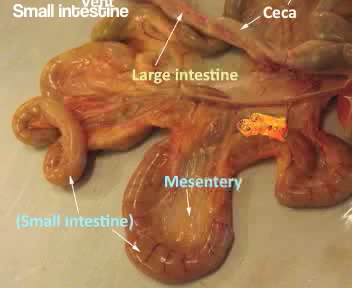 Vent
Small intestine
Ceca
Large intestine
Mesentery
(Small intestine)